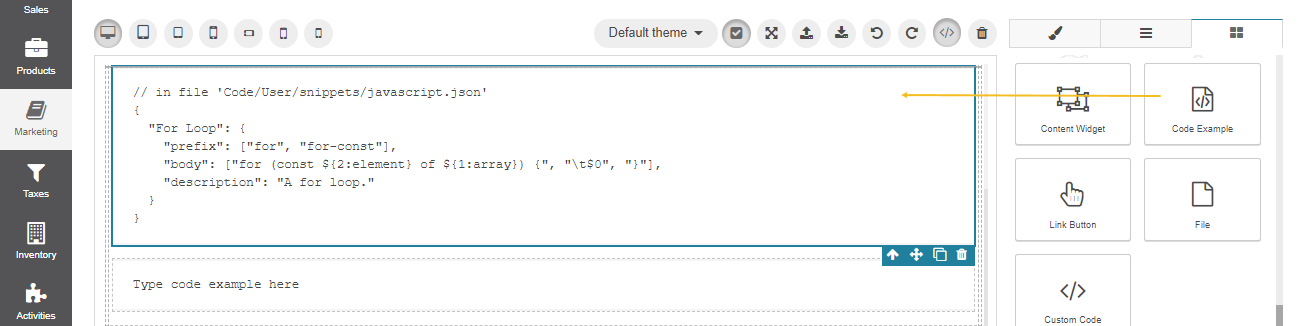 Sales
Products
Marketing
Taxes
Inventory
Activities
Default theme
// in file 'Code/User/snippets/javascript.json'
{
  "For Loop": {
    "prefix": ["for", "for-const"],
    "body": ["for (const ${2:element} of ${1:array}) {", "\t$0", "}"],
    "description": "A for loop."
  }
}
Type code example here
Content Widget
Code Example
Link Button
File
Custom Code